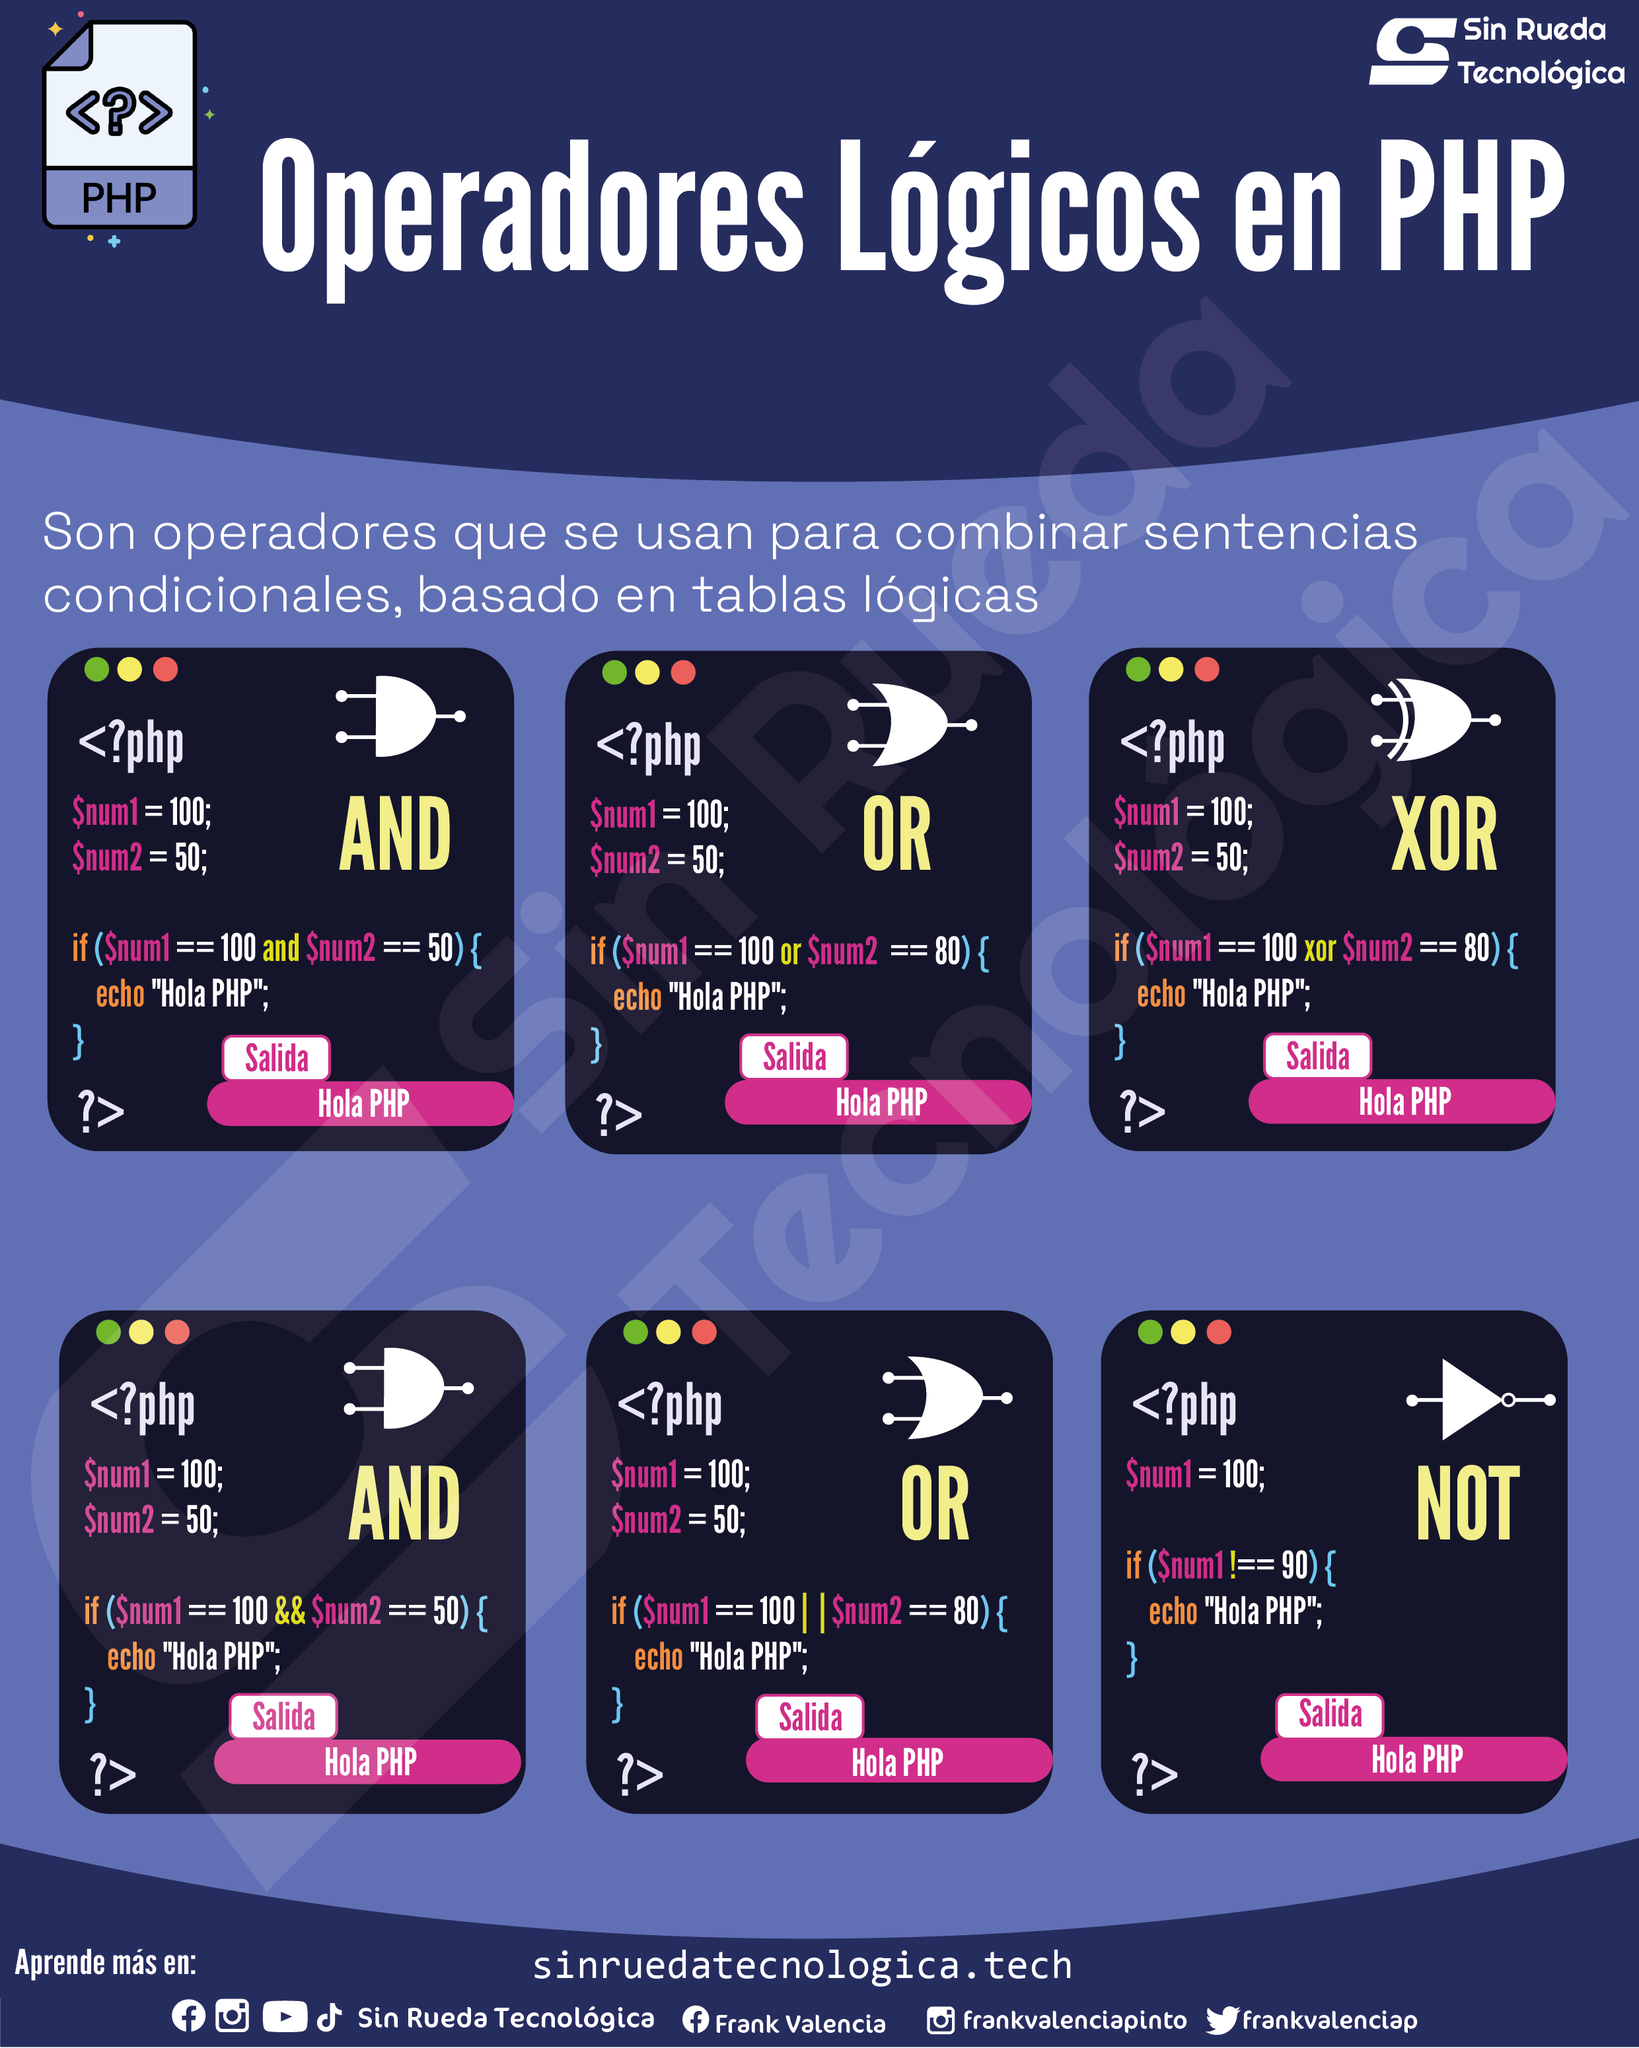 <?>
PHP
Sin Rueda
Tecnológica
Operadores Lógicos en PHP
Son operadores que se usan para combinar sentencias
condicionales, basado en tablas lógicas
<?php
$num1 = 100;
$num2 = 50;
AND
if ($num1 == 100 and $num2 == 50) {
echo "Hola PHP";
}
Salida
Hola PHP
?>
<?php
$num1 = 100;
$num2 = 50;
OR
if ($num1 == 100 or $num2 == 80) {
echo "Hola PHP";
}
Salida
Hola PHP
?>
<?php
$num1 = 100;
$num2 = 50;
XOR
if ($num1 == 100 xor $num2 == 80) {
echo "Hola PHP";
}
Salida
Hola PHP
?>
<?php
$num1 = 100;
$num2 = 50;
AND
if ($num1 == 100 && $num2 == 50) {
echo "Hola PHP";
}
Salida
Hola PHP
?>
<?php
$num1 = 100;
$num2 = 50;
OR
if ($num1 == 100 || $num2 == 80) {
echo "Hola PHP";
}
Salida
Hola PHP
?>
<?php
$num1 = 100;
NOT
if ($num1 !== 90) {
echo "Hola PHP";
}
Salida
Hola PHP
?>
Sin Rueda
Tecnológica
Aprende más en:
sinruedatecnologica.tech
Sin Rueda Tecnológica
Frank Valencia
frankvalenciapinto
frankvalenciap